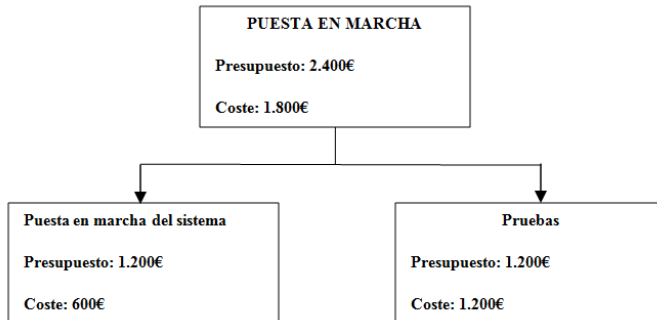 PUESTA EN MARCHA
Presupuesto: 2.400€
Coste: 1.800€
Puesta en marcha del sistema
Presupuesto: 1.200€
Coste: 600€
Pruebas
Presupuesto: 1.200€
Coste: 1.200€